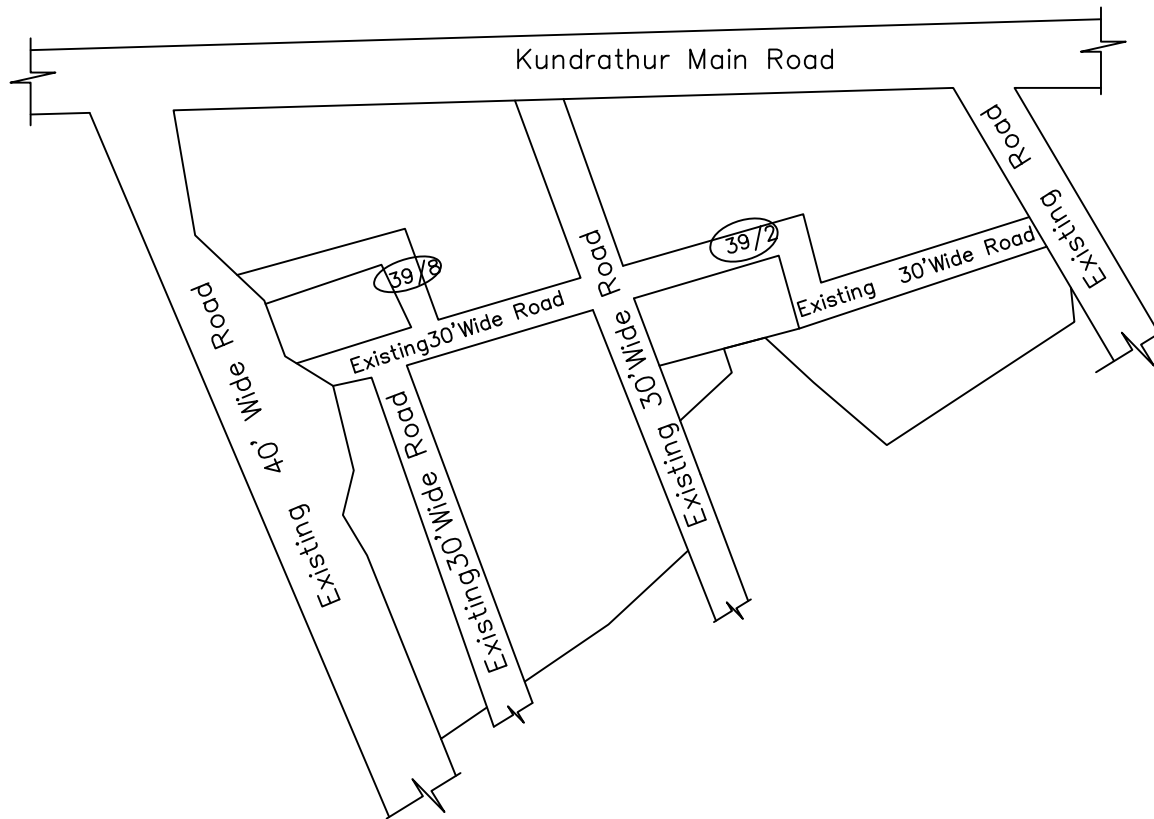 Kundrathur Main Road
Existing Road
39/2
39/8
Existing 30'Wide Road
Existing30'Wide Road
Existing 30'Wide Road
Existing 40' Wide Road
Existing30'Wide Road